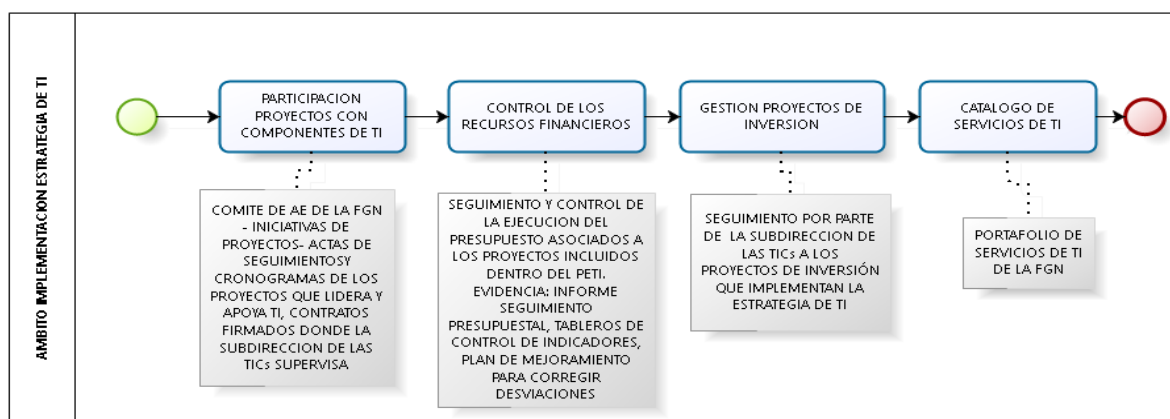 AMBITO IMPLEMENTACION ESTRATEGIA DE TI
PARTICIPACION
PROYECTOS CON
COMPONENTES DE TI
CONTROL DE LOS
RECURSOS FINANCIEROS
GESTION PROYECTOS DE
INVERSION
CATALOGO DE
SERVICIOS DE TI
COMITE DE AE DE LA FGN
- INICIATIVAS DE
PROYECTOS- ACTAS DE
SEGUIMIENTOSY
CRONOGRAMAS DE LOS
PROYECTOS QUE LIDERA Y
APOYA TI, CONTRATOS
FIRMADOS DONDE LA
SUBDIRECCION DE LAS
TICs SUPERVISA
SEGUIMIENTO Y CONTROL DE
LA EJECUCION DEL
PRESUPUESTO ASOCIADOS A
LOS PROYECTOS INCLUIDOS
DENTRO DEL PETI.
EVIDENCIA: INFORME
SEGUIMIENTO
PRESUPUESTAL, TABLEROS DE
CONTROL DE INDICADORES,
PLAN DE MEJORAMIENTO
PARA CORREGIR
DESVIACIONES
SEGUIMIENTO POR PARTE
DE LA SUBDIRECCION DE
LAS TICs A LOS
PROYECTOS DE INVERSIÓN
QUE IMPLEMENTAN LA
ESTRATEGIA DE TI
PORTAFOLIO DE
SERVICIOS DE TI
DE LA FGN